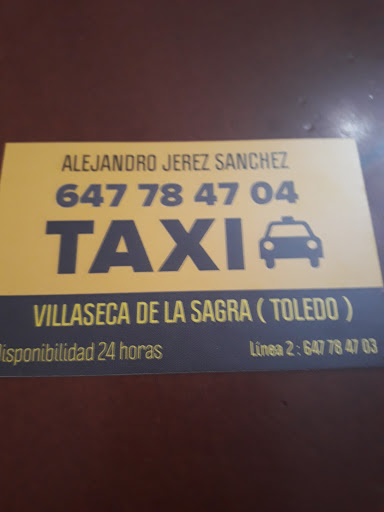 ALEJANDRO JEREZ SANCHEZ
647 78 47 04
TAXI
VILLASECA DE LA SAGRA ( TOLEDO )
Disponibilidad 24 horas Linea 2 : 647 78 47 03